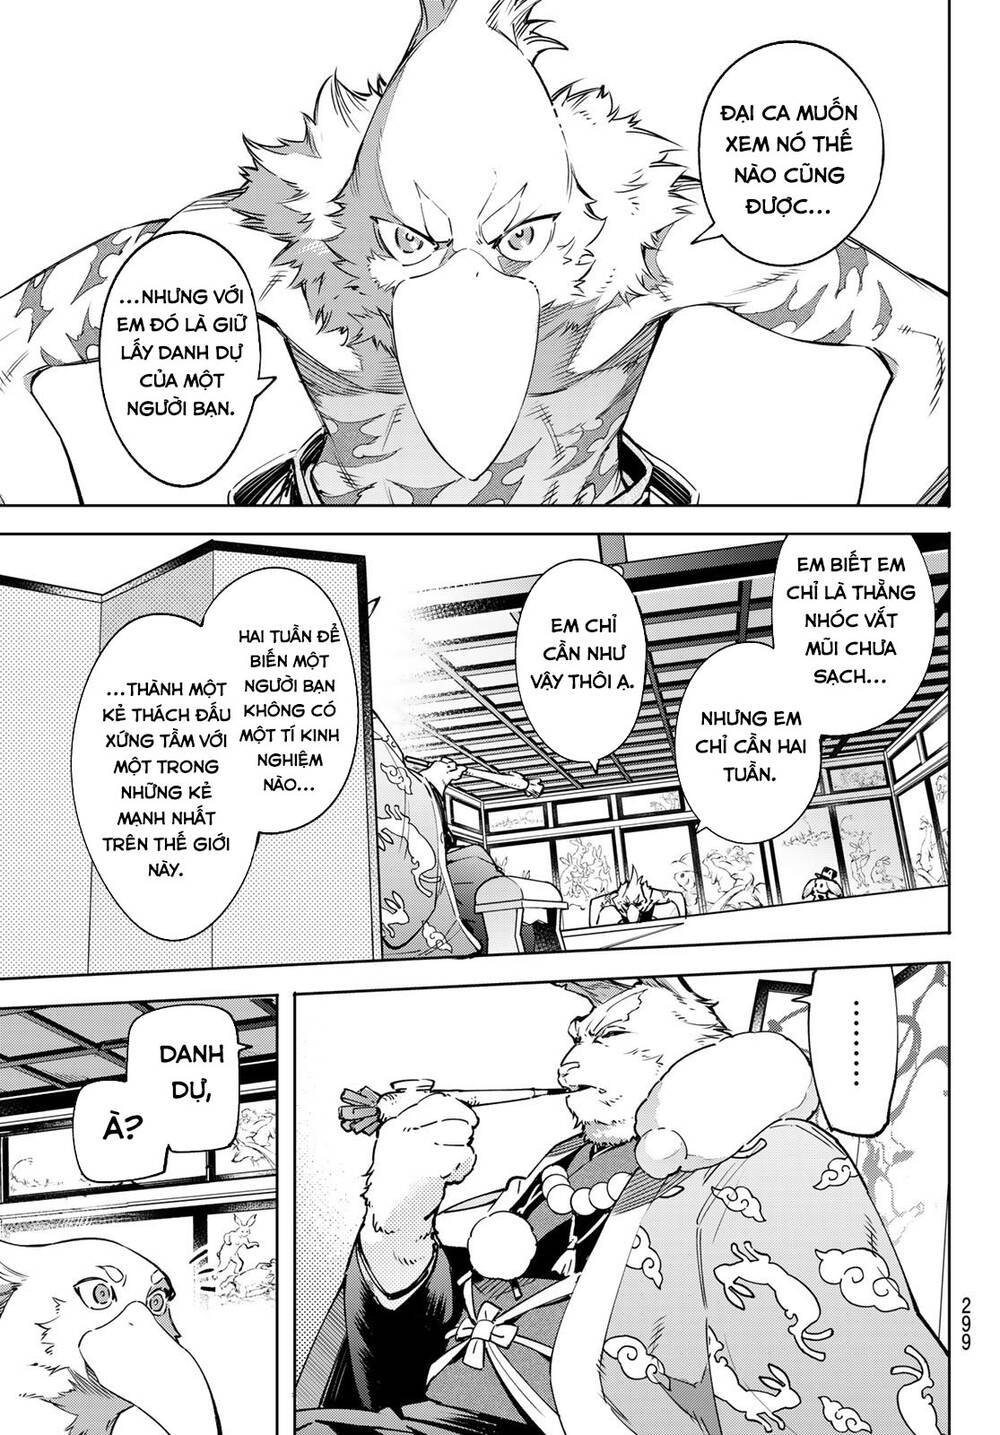 ĐẠI CA MUỐN
XEM NÓ THẾ
NÀO CŨNG
ĐƯỢC...
...NHƯNG VỚI
EM ĐÓ LÀ GIỮ
LẤY DANH DỰ
CỦA MỘT
NGƯỜI BẠN.
EM BIẾT EM
CHỈ LÀ THẰNG
NHÓC VẮT
MŨI CHƯA
SẠCH...
NHƯNG EM
CHỈ CẦN HAI
TUẦN.
EM CHỈ
CẦN NHƯ
VẬY THÔI Ạ.
HAI TUẦN ĐỂ
BIẾN MỘT
NGƯỜI BẠN
KHÔNG CÓ
MỘT TÍ KINH
NGHIỆM
NÀO...
...THÀNH MỘT
KẺ THÁCH ĐẤU
XỨNG TẦM VỚI
MỘT TRONG
NHỮNG KẺ
MẠNH NHẤT
TRÊN THẾ GIỚI
NÀY.
.........
DANH
DỰ,
À?
299